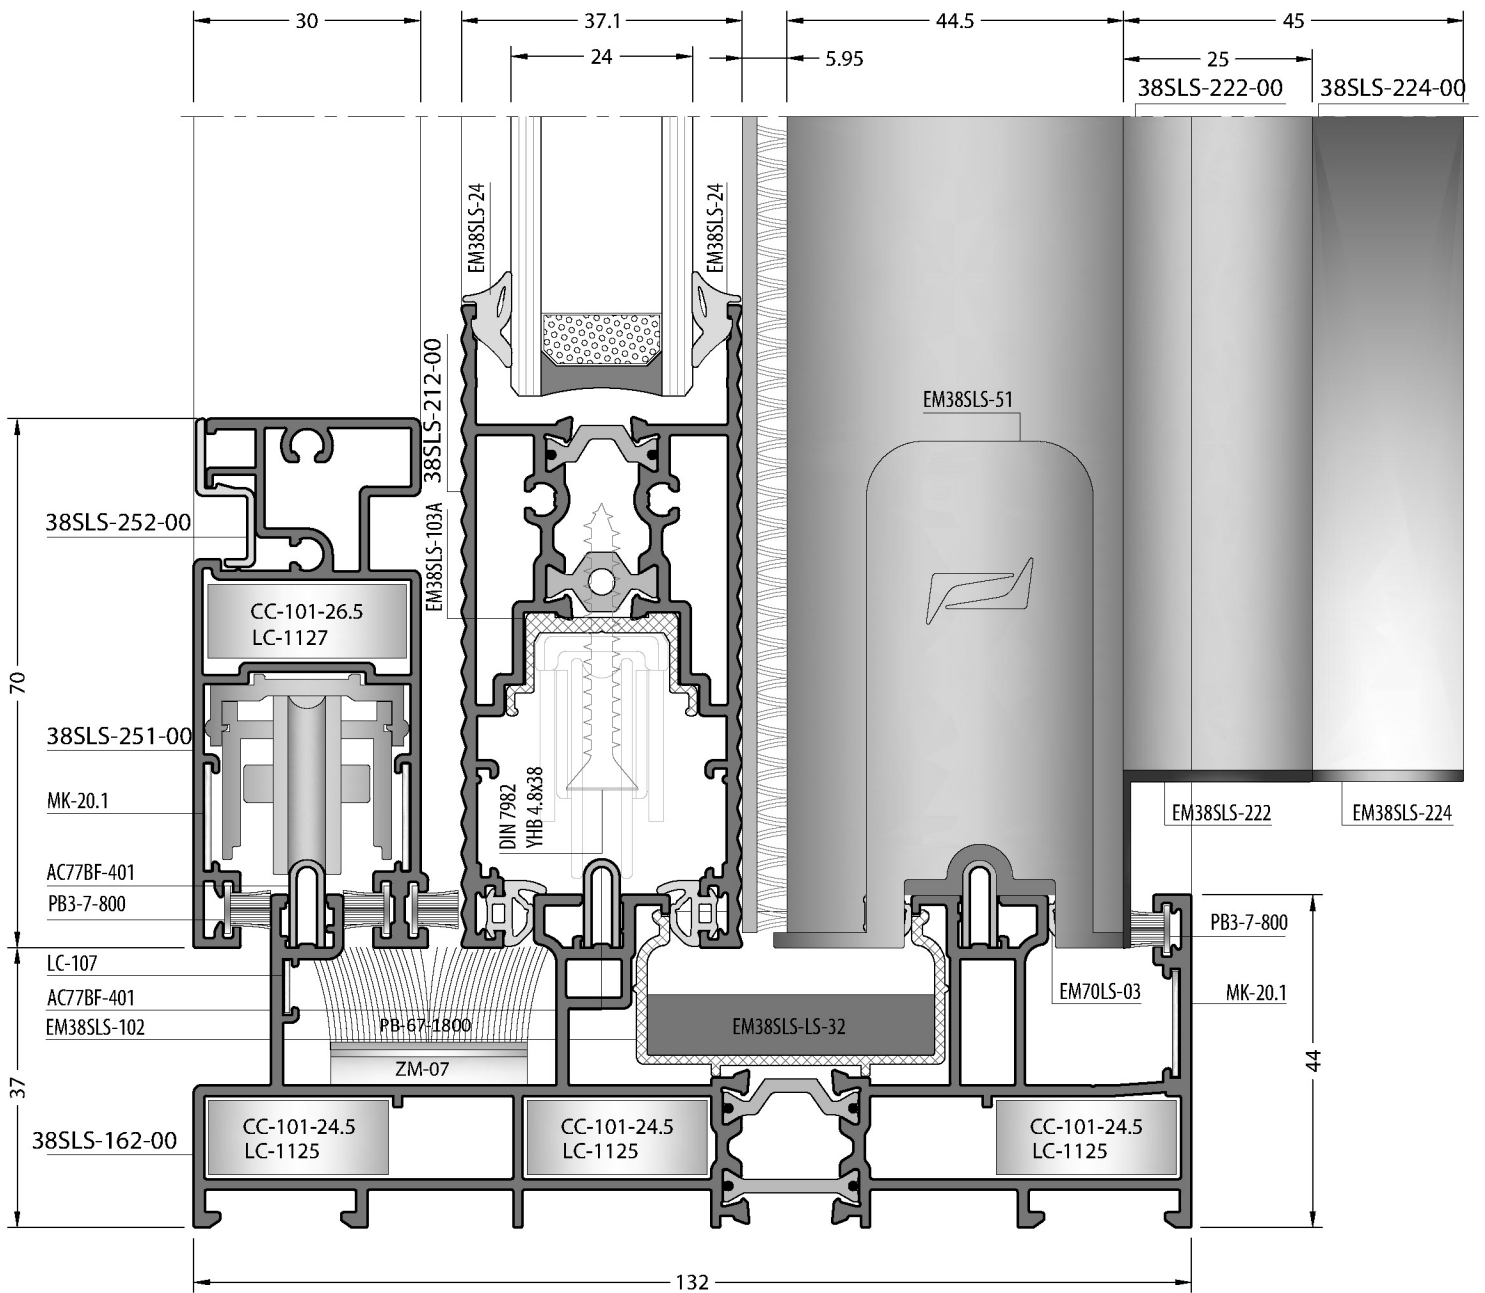 30
37.1
44.5
45
24
5.95
25
38SLS-222-00
38SLS-224-00
EM38SLS-24
EM38SLS-24
38SLS-212-00
EM38SLS-51
EM38SLS-103A
38SLS-252-00
CC-101-26.5
LC-1127
70
38SLS-251-00
MK-20.1
DIN 7982
YHB 4.8x38
EM38SLS-222
EM38SLS-224
AC77BF-401
PB3-7-800
PB3-7-800
LC-107
AC77BF-401
EM38SLS-102
EM70LS-03
MK-20.1
PB-67-1800
EM38SLS-LS-32
ZM-07
37
44
38SLS-162-00
CC-101-24.5
LC-1125
CC-101-24.5
LC-1125
CC-101-24.5
LC-1125
132